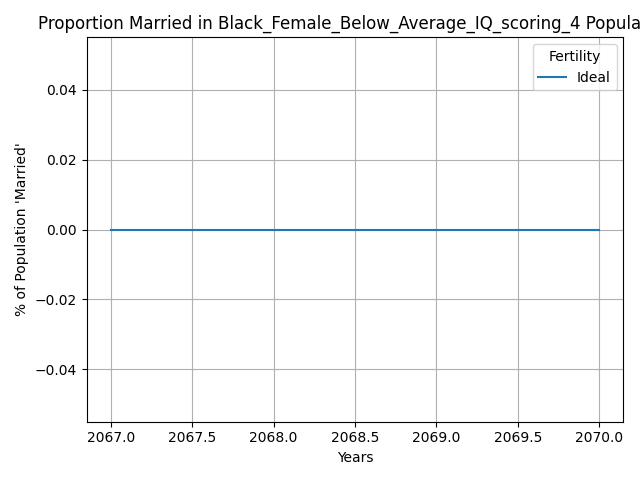 Proportion Married in Black_Female_Below_Average_IQ_scoring_4 Popula
Fertility
Ideal
0.04
0.02
0.00
−0.02
−0.04
% of Population 'Married'
2067.0 2067.5 2068.0 2068.5 2069.0 2069.5 2070.0
Years